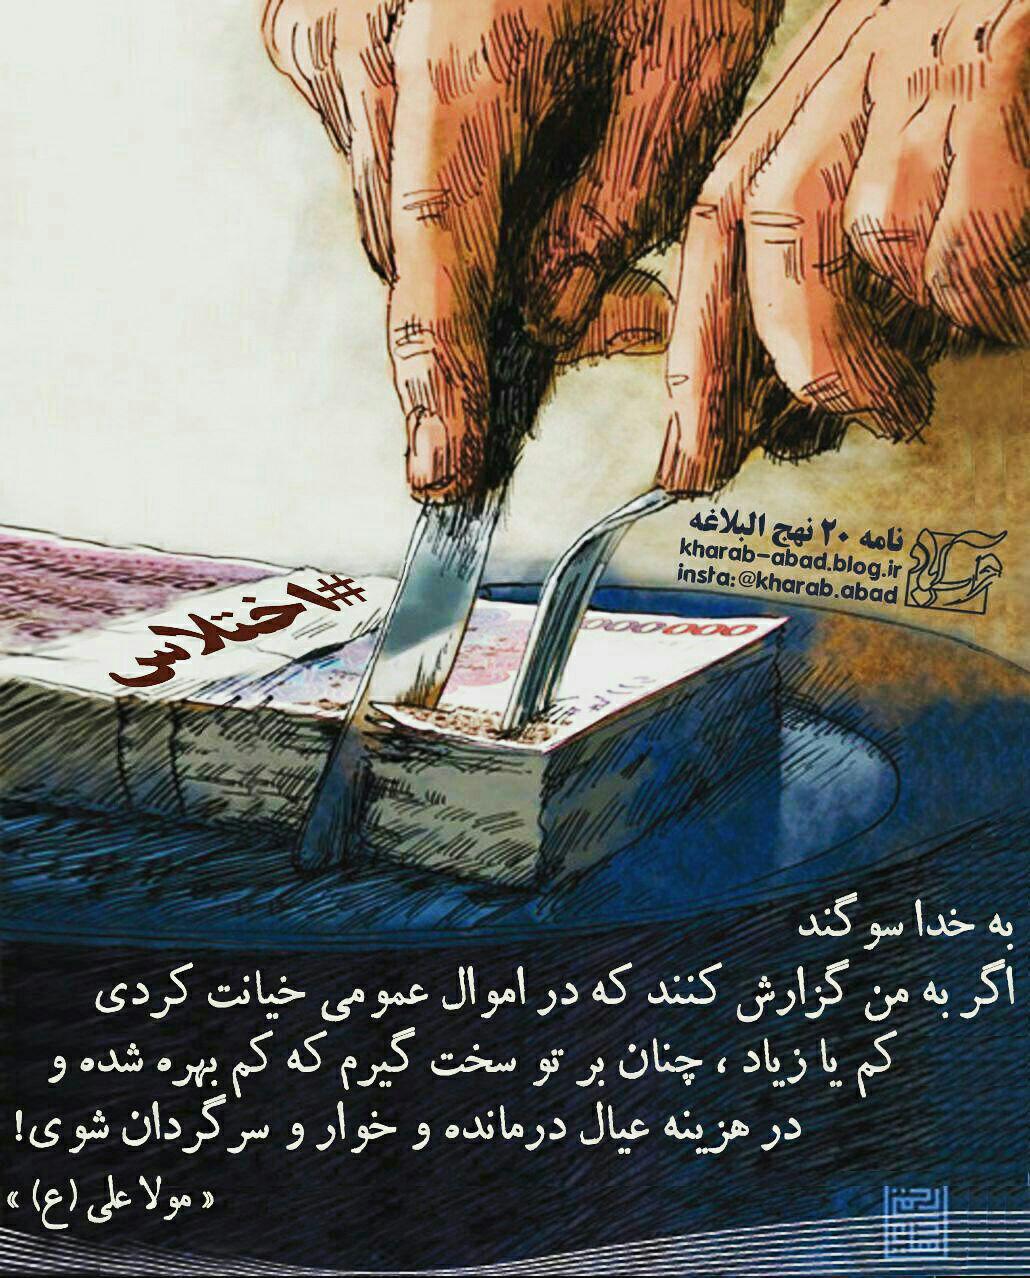 نامه ۲۰ نهج البلاغه
kharab-abad.blog.ir
insta:@kharab.abad
#اختلاس
000000
به خدا سوگند
اگر به من گزارش کنند که در اموال عمومی خیانت کردی
کم یا زیاد ، چنان بر تو سخت گیرم که کم بهره شده و
در هزینه عیال درمانده و خوار و سرگردان شوی!
« مولا علی (ع) »